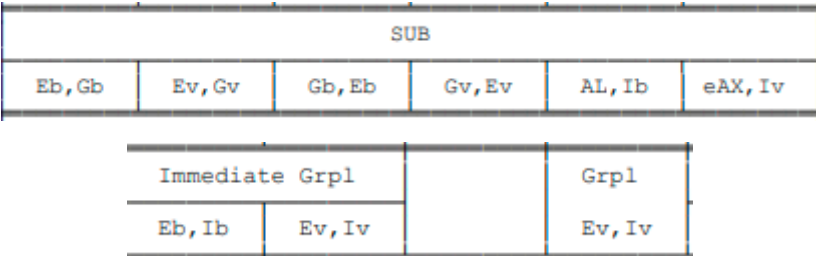 SUB
Eb,Gb Ev,Gv Gb,Eb Gv,Ev AL,Ib eAX,Iv
Immediate Grpl Grpl
Eb,Ib Ev,Iv Ev,Iv